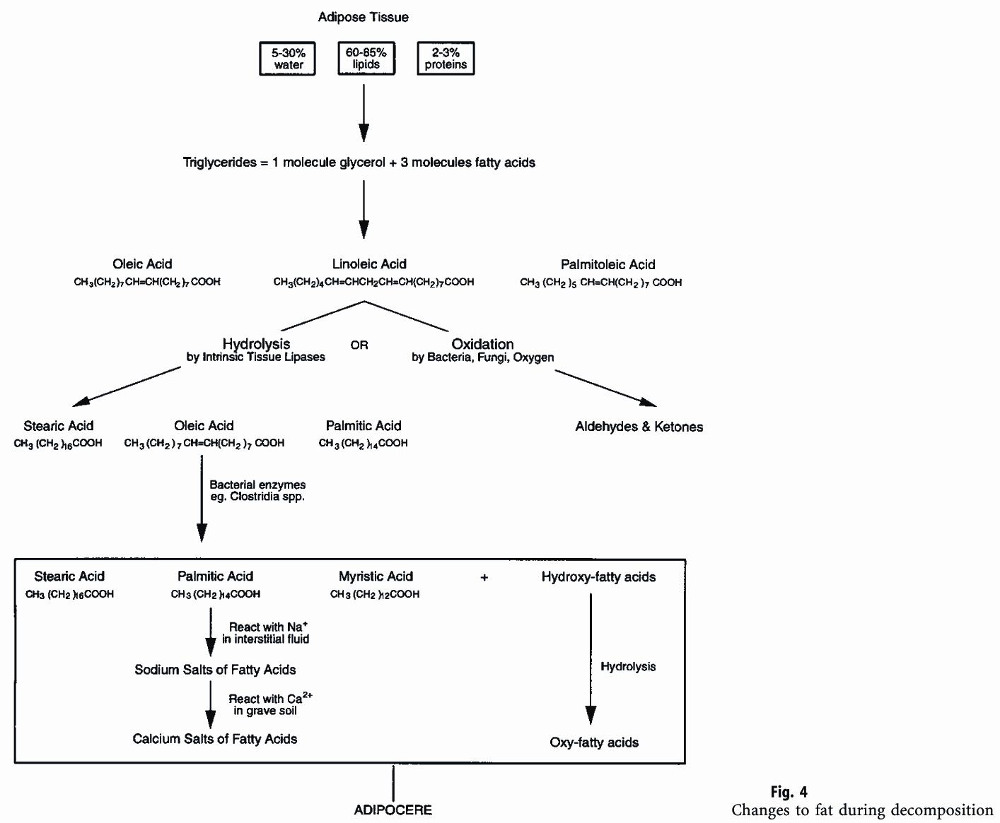 Adipose Tissue
5-30% 60-85% 2-3%
water lipids proteins
Triglycerides = 1 molecule glycerol + 3 molecules fatty acids
Oleic Acid Linoleic Acid Palmitoleic Acid
CH₃(CH₂)₇CH=CH(CH₂)₇COOH CH₃(CH₂)₄CH=CHCH₂CH=CH(CH₂)₇COOH CH₃ (CH₂)₅ CH=CH(CH₂)₇ COOH
Hydrolysis OR Oxidation
by Intrinsic Tissue Lipases by Bacteria, Fungi, Oxygen
Stearic Acid Oleic Acid Palmitic Acid Aldehydes & Ketones
CH₃ (CH₂)₁₆COOH CH₃(CH₂)₇ CH=CH(CH₂)₇ COOH CH₃(CH₂)₁₄COOH
Bacterial enzymes
eg. Clostridia spp.
Stearic Acid Palmitic Acid Myristic Acid + Hydroxy-fatty acids
CH₃ (CH₂)₁₆COOH CH₃(CH₂)₁₄COOH CH₃(CH₂)₁₂COOH
React with Na⁺
in interstitial fluid
Sodium Salts of Fatty Acids Hydrolysis
React with Ca²⁺
in grave soil
Calcium Salts of Fatty Acids Oxy-fatty acids
ADIPOCERE
Fig. 4
Changes to fat during decomposition